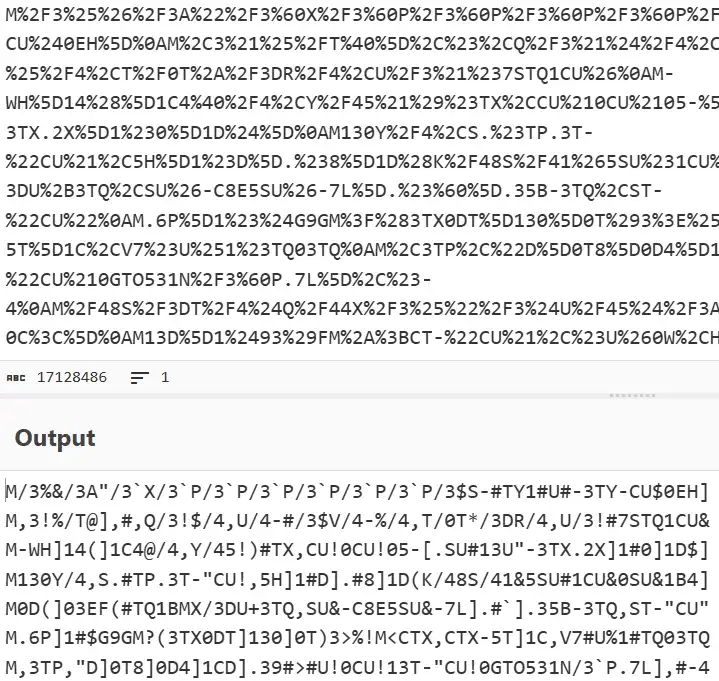 M%2F3%25%26%2F3A%22%2F3%60X%2F3%60P%2F3%60P%2F3%60P%2F3%60P%2F
CU%240EH%5D%0AM%2C3%21%25%2FT%40%5D%2C%23%2CQ%2F3%21%24%2F4%2C
%25%2F4%2CT%2F0T%2A%2F3DR%2F4%2CU%2F3%21%237STQ1CU%26%0AM-
WH%5D14%28%5D1C4%40%2F4%2CY%2F45%21%29%23TX%2CCU%210CU%2105-%5
3TX.2X%5D1%230%5D1D%24%5D%0AM130Y%2F4%2CS.%23TP.3T-
%22CU%21%2C5H%5D1%23D%5D.%238%5D1D%28K%2F48S%2F41%265SU%231CU%
3DU%2B3TQ%2CSU%26-C8E5SU%26-7L%5D.%23%60%5D.35B-3TQ%2CST-
%22CU%22%0AM.6P%5D1%23%24G9GM%3F%283TX0DT%5D130%5D0T%293%3E%25
5T%5D1C%2CV7%23U%251%23TQ03TQ%0AM%2C3TP%2C%22D%5D0T8%5D0D4%5D1
%22CU%210GTO531N%2F3%60P.7L%5D%2C%23-
4%0AM%2F48S%2F3DT%2F4%24Q%2F44X%2F3%25%22%2F3%24U%2F45%24%2F3A
0C%3C%5D%0AM13D%5D1%2493%29FM%2A%3BCT-%22CU%21%2C%23U%260W%2CH
ABC 17128486 1
Output
M/3%&/3A"/3`X/3`P/3`P/3`P/3`P/3`P/3`P/3$S-#TY1#U#-3TY-CU$0EH]
M,3!%/T@],#,Q/3!$/4,U/4-#/3$V/4-%/4,T/0T*/3DR/4,U/3!#7STQ1CU&
M-WH]14(]1C4@/4,Y/45!)#TX,CU!0CU!05-[.SU#13U"-3TX.2X]1#0]1D$]
M130Y/4,S.#TP.3T-"CU!,5H]1#D].#8]1D(K/48S/41&5SU#1CU&0SU&1B4]
M0D(]03EF(#TQ1BMX/3DU+3TQ,SU&-C8E5SU&-7L].#`].35B-3TQ,ST-"CU"
M.6P]1#$G9GM?(3TX0DT]130]0T)3>%!M<CTX,CTX-5T]1C,V7#U%1#TQ03TQ
M,3TP,"D]0T8]0D4]1CD].39#>#U!0CU!13T-"CU!0GTO531N/3`P.7L],#-4